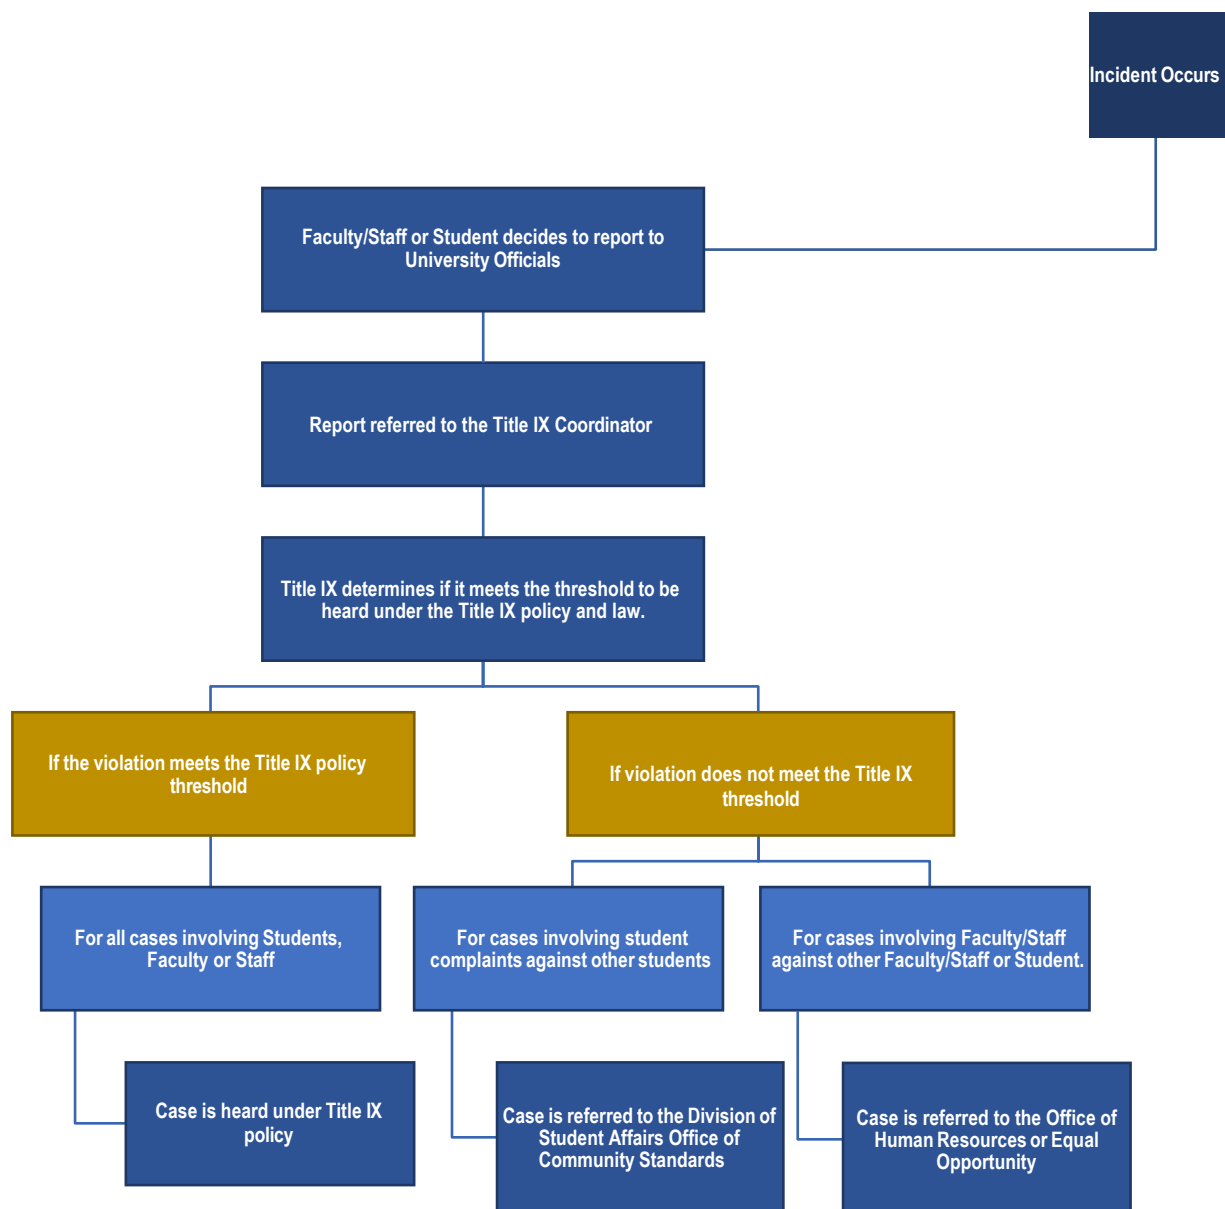 Incident Occurs
Faculty/Staff or Student decides to report to
University Officials
Report referred to the Title IX Coordinator
Title IX determines if it meets the threshold to be
heard under the Title IX policy and law.
If the violation meets the Title IX policy
threshold
If violation does not meet the Title IX
threshold
For all cases involving Students,
Faculty or Staff
For cases involving student
complaints against other students
For cases involving Faculty/Staff
against other Faculty/Staff or Student.
Case is heard under Title IX
policy
Case is referred to the Division of
Student Affairs Office of
Community Standards
Case is referred to the Office of
Human Resources or Equal
Opportunity